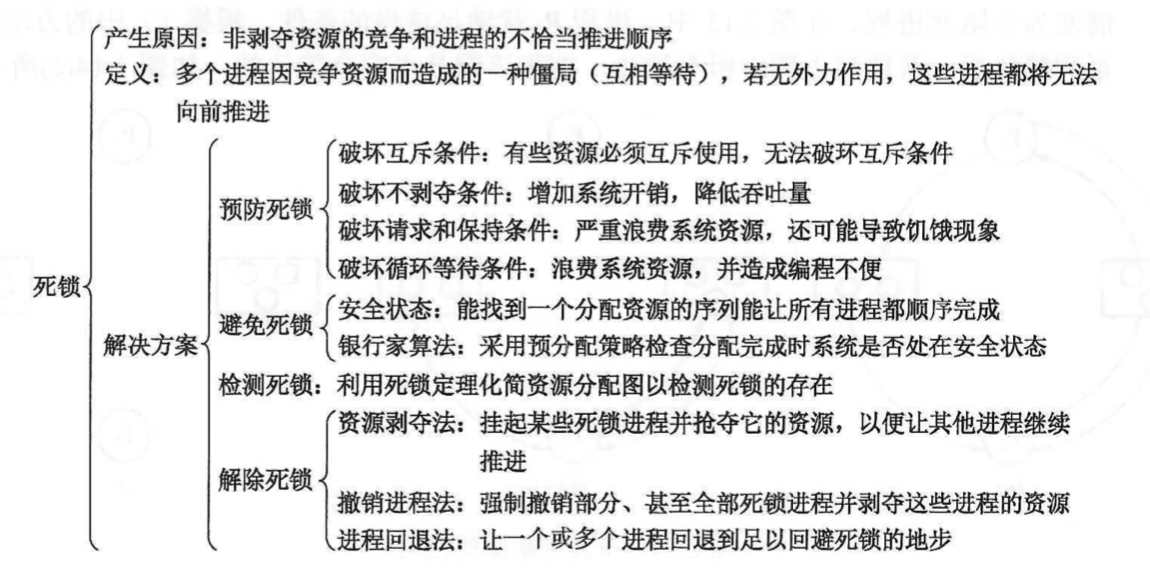 产生原因：非剥夺资源的竞争和进程的不恰当推进顺序
定义：多个进程因竞争资源而造成的一种僵局（互相等待），若无外力作用，这些进程都将无法
向前推进
破坏互斥条件：有些资源必须互斥使用，无法破环互斥条件
破坏不剥夺条件：增加系统开销，降低吞吐量
预防死锁
破坏请求和保持条件：严重浪费系统资源，还可能导致饥饿现象
破坏循环等待条件：浪费系统资源，并造成编程不便
死锁
安全状态：能找到一个分配资源的序列能让所有进程都顺序完成
避免死锁
解决方案
银行家算法：采用预分配策略检查分配完成时系统是否处在安全状态
检测死锁：利用死锁定理化简资源分配图以检测死锁的存在
资源剥夺法：挂起某些死锁进程并抢夺它的资源，以便让其他进程继续
推进
解除死锁
撤销进程法：强制撤销部分、甚至全部死锁进程并剥夺这些进程的资源
进程回退法：让一个或多个进程回退到足以回避死锁的地步